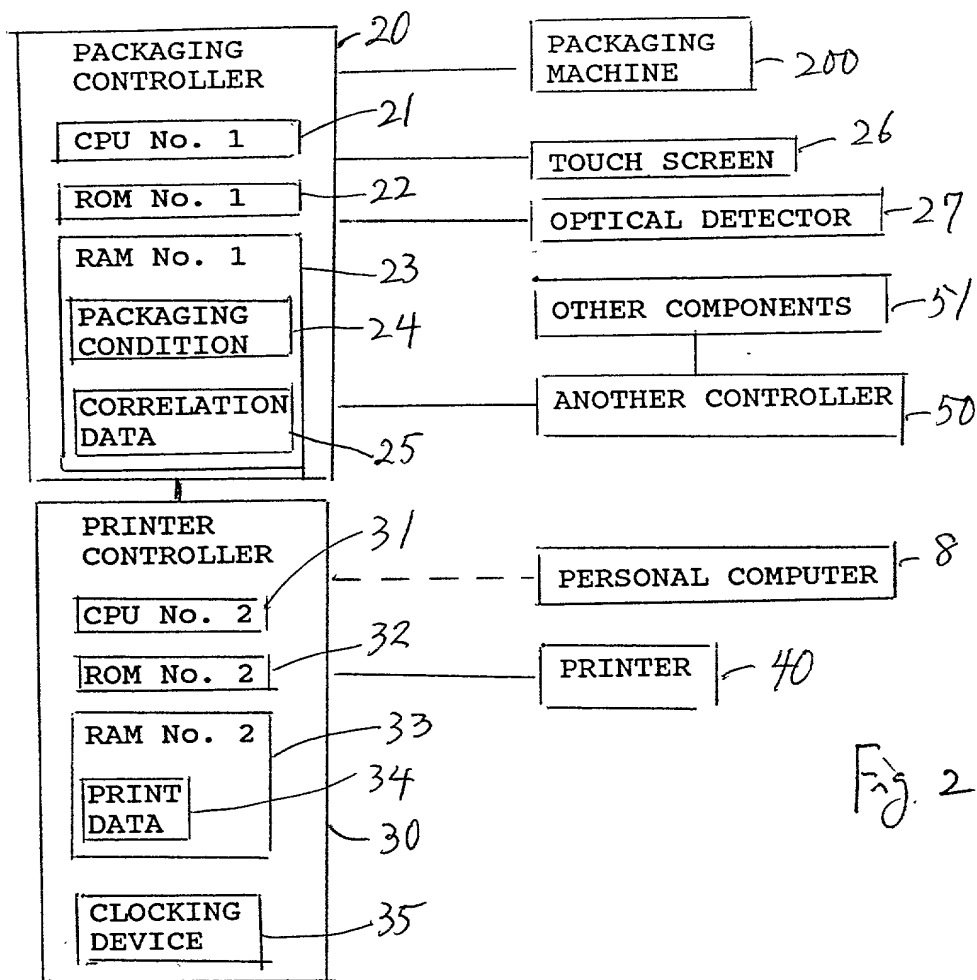 PACKAGING
CONTROLLER
20
CPU No. 1
21
ROM No. 1
22
RAM No. 1
23
PACKAGING
CONDITION
24
CORRELATION
DATA
25
PACKAGING
MACHINE
200
TOUCH SCREEN
26
OPTICAL DETECTOR
27
OTHER COMPONENTS
51
ANOTHER CONTROLLER
50
PRINTER
CONTROLLER
31
CPU No. 2
32
ROM No. 2
RAM No. 2
33
PRINT
DATA
34
30
CLOCKING
DEVICE
35
PERSONAL COMPUTER
8
PRINTER
40
Fig. 2